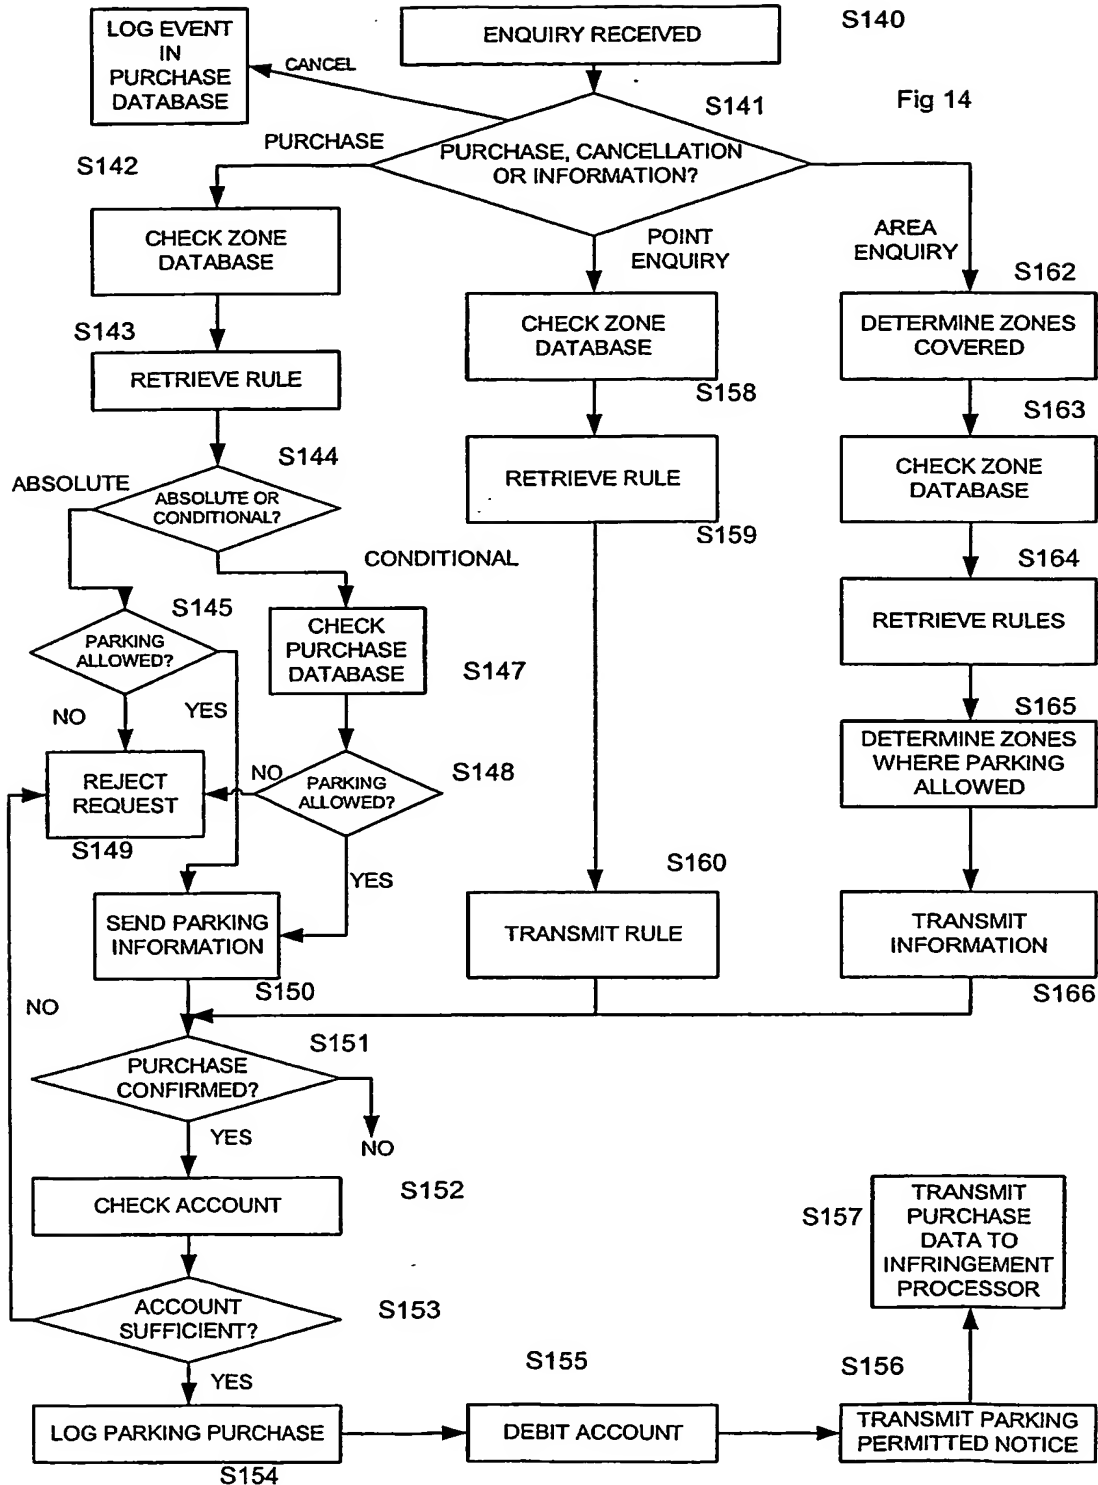 LOG EVENT
IN
PURCHASE
DATABASE
CANCEL
ENQUIRY RECEIVED
S140
Fig 14
S141
PURCHASE, CANCELLATION
OR INFORMATION?
PURCHASE
S142
CHECK ZONE
DATABASE
POINT
ENQUIRY
AREA
ENQUIRY
S162
CHECK ZONE
DATABASE
DETERMINE ZONES
COVERED
S143
RETRIEVE RULE
S158
S163
S144
ABSOLUTE
ABSOLUTE OR
CONDITIONAL?
RETRIEVE RULE
CHECK ZONE
DATABASE
S159
CONDITIONAL
S164
S145
PARKING
ALLOWED?
CHECK
PURCHASE
DATABASE
S147
RETRIEVE RULES
NO
YES
S165
DETERMINE ZONES
WHERE PARKING
ALLOWED
REJECT
REQUEST
NO
PARKING
ALLOWED?
S148
S149
YES
S160
SEND PARKING
INFORMATION
TRANSMIT RULE
TRANSMIT
INFORMATION
S150
S166
NO
S151
PURCHASE
CONFIRMED?
YES
NO
CHECK ACCOUNT
S152
S157
TRANSMIT
PURCHASE
DATA TO
INFRINGEMENT
PROCESSOR
ACCOUNT
SUFFICIENT?
S153
YES
S155
S156
LOG PARKING PURCHASE
DEBIT ACCOUNT
TRANSMIT PARKING
PERMITTED NOTICE
S154